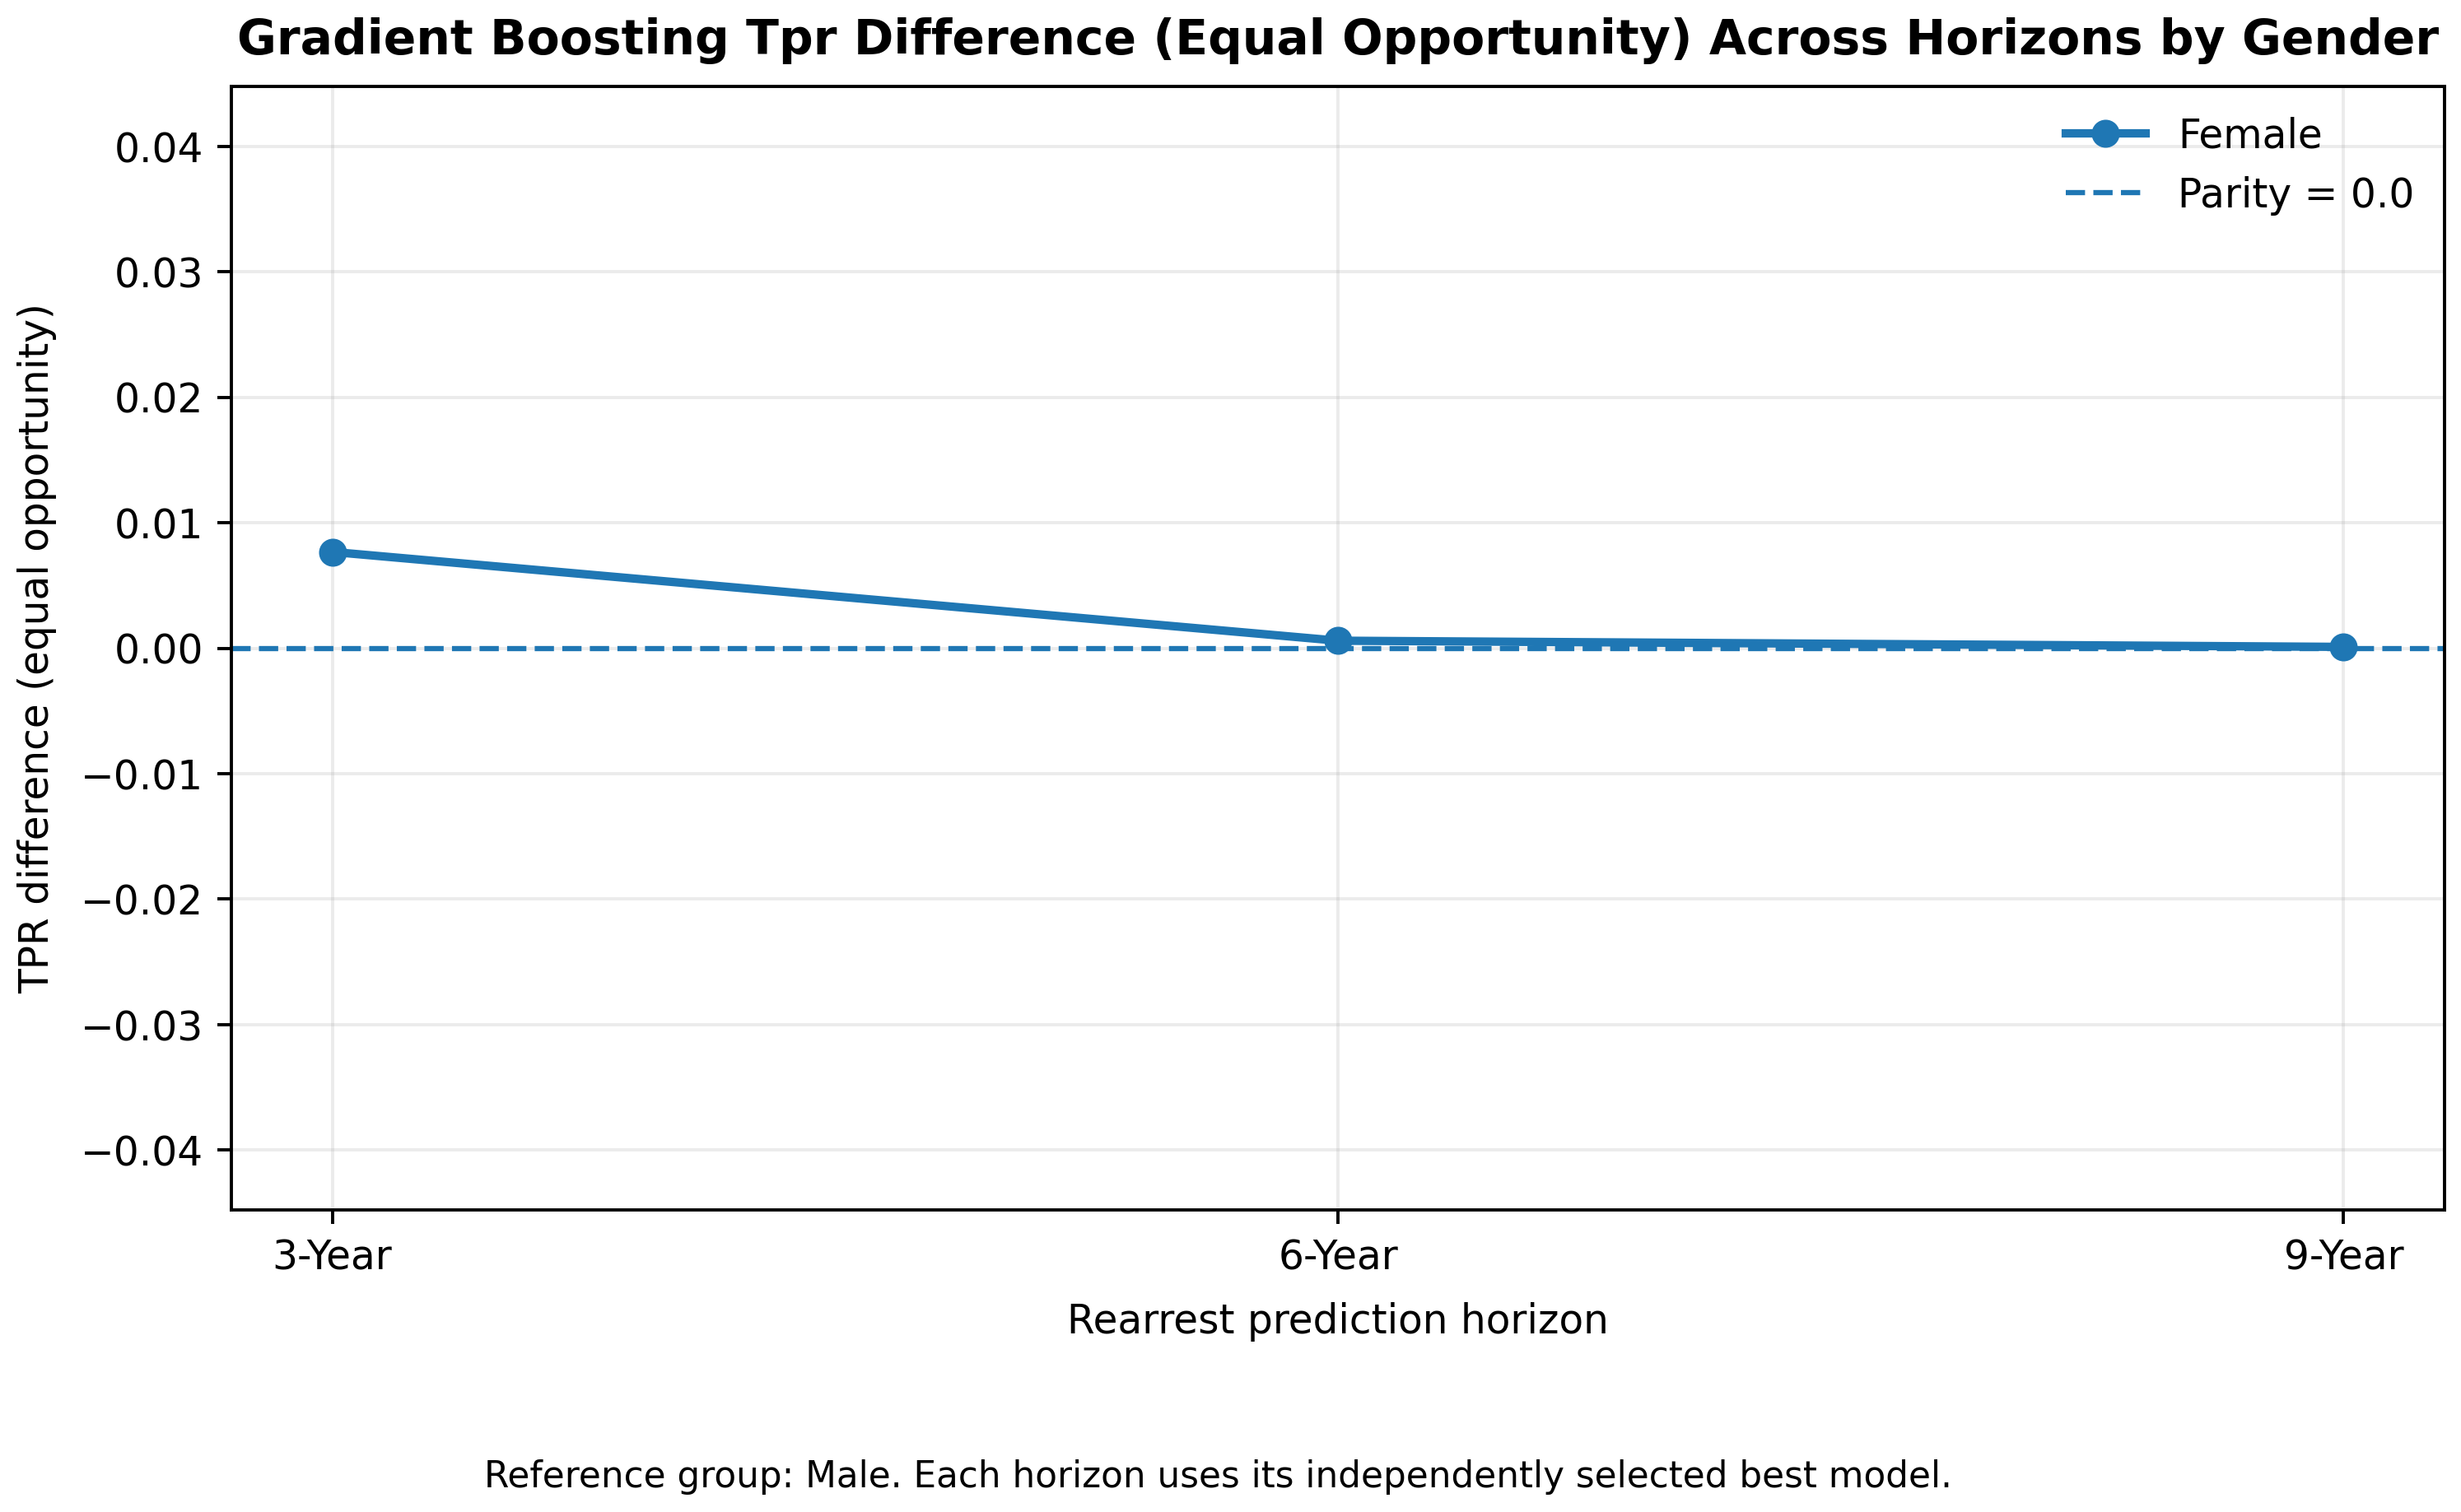 Gradient Boosting Tpr Difference (Equal Opportunity) Across Horizons by Gender
Female
Parity = 0.0
TPR difference (equal opportunity)
0.04
0.03
0.02
0.01
0.00
−0.01
−0.02
−0.03
−0.04
3-Year
6-Year
9-Year
Rearrest prediction horizon
Reference group: Male. Each horizon uses its independently selected best model.